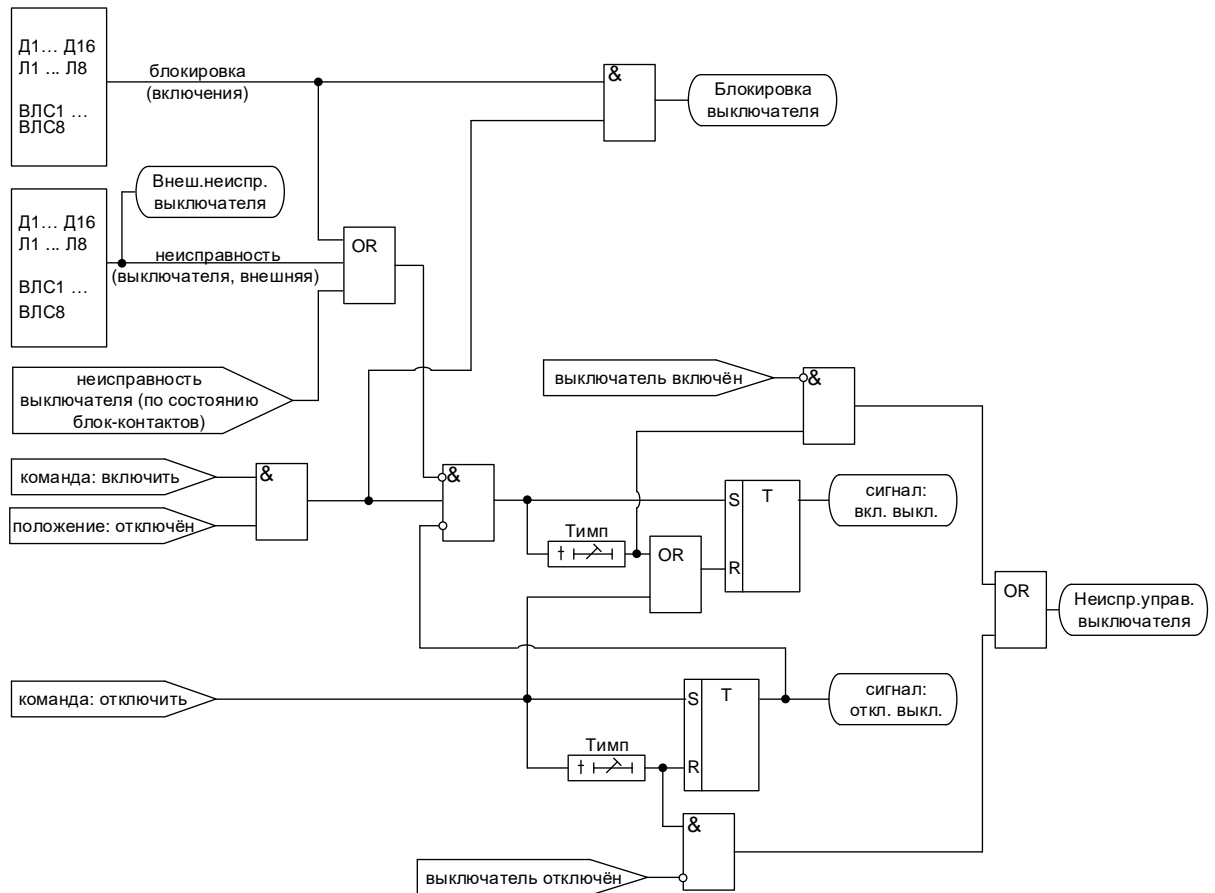 Д1... Д16
Л1 ... Л8
ВЛС1 ...
ВЛС8
блокировка
(включения)
&
Блокировка
выключателя
Внеш.неиспр.
выключателя
Д1... Д16
Л1 ... Л8
ВЛС1 ...
ВЛС8
неисправность
(выключателя, внешняя)
OR
неисправность
выключателя (по состоянию
блок-контактов)
выключатель включён
&
команда: включить
положение: отключён
&
&
Тимп
OR
S
T
R
сигнал:
вкл. выкл.
OR
Неиспр.управ.
выключателя
команда: отключить
S
T
R
Тимп
сигнал:
откл. выкл.
&
выключатель отключён